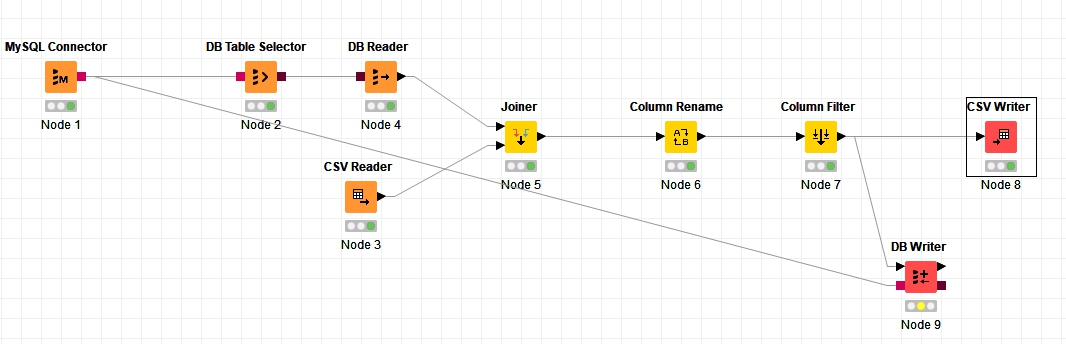 MySQL Connector
DB Table Selector
DB Reader
Node 1
Node 2
Node 4
Joiner
Column Rename
Column Filter
CSV Writer
Node 5
Node 6
Node 7
Node 8
CSV Reader
Node 3
DB Writer
Node 9